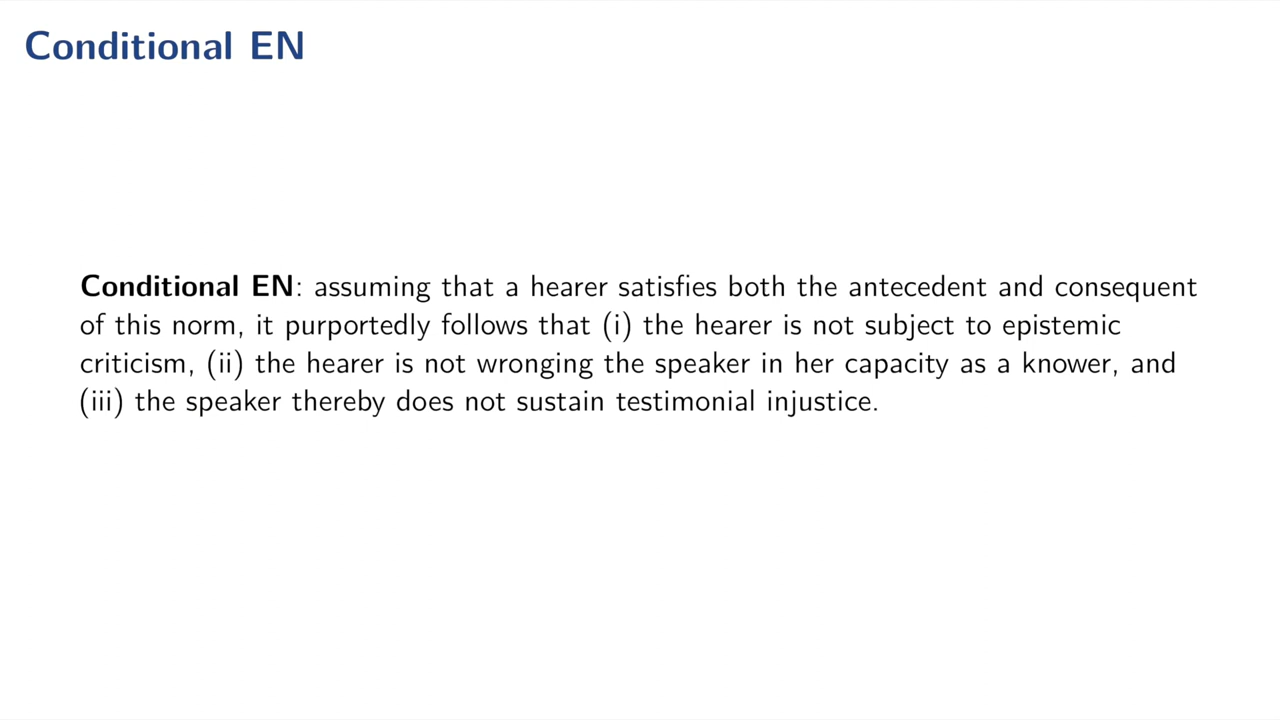 Conditional EN
Conditional EN: assuming that a hearer satisfies both the antecedent and consequent
of this norm, it purportedly follows that (i) the hearer is not subject to epistemic
criticism, (ii) the hearer is not wronging the speaker in her capacity as a knower, and
(iii) the speaker thereby does not sustain testimonial injustice.